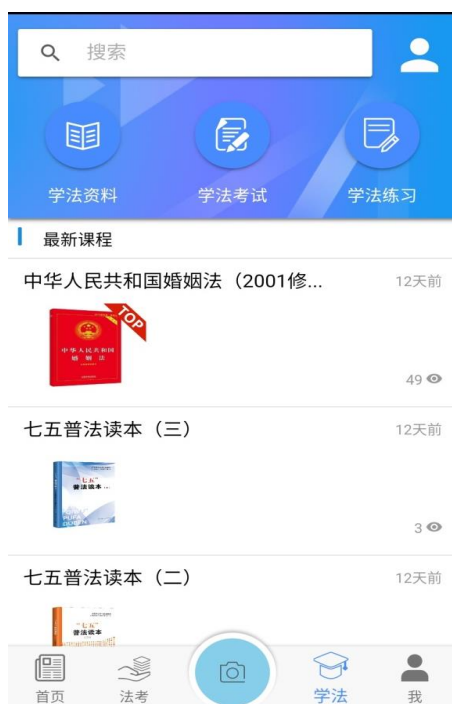 搜索
学法资料 学法考试 学法练习
最新课程
中华人民共和国婚姻法（2001修... 12天前
TOP
中华人民共和国
婚姻法
49
七五普法读本（三） 12天前
“七五”
普法读本
3
七五普法读本（二） 12天前
“七五”
普法读本
首页 法考 学法 我